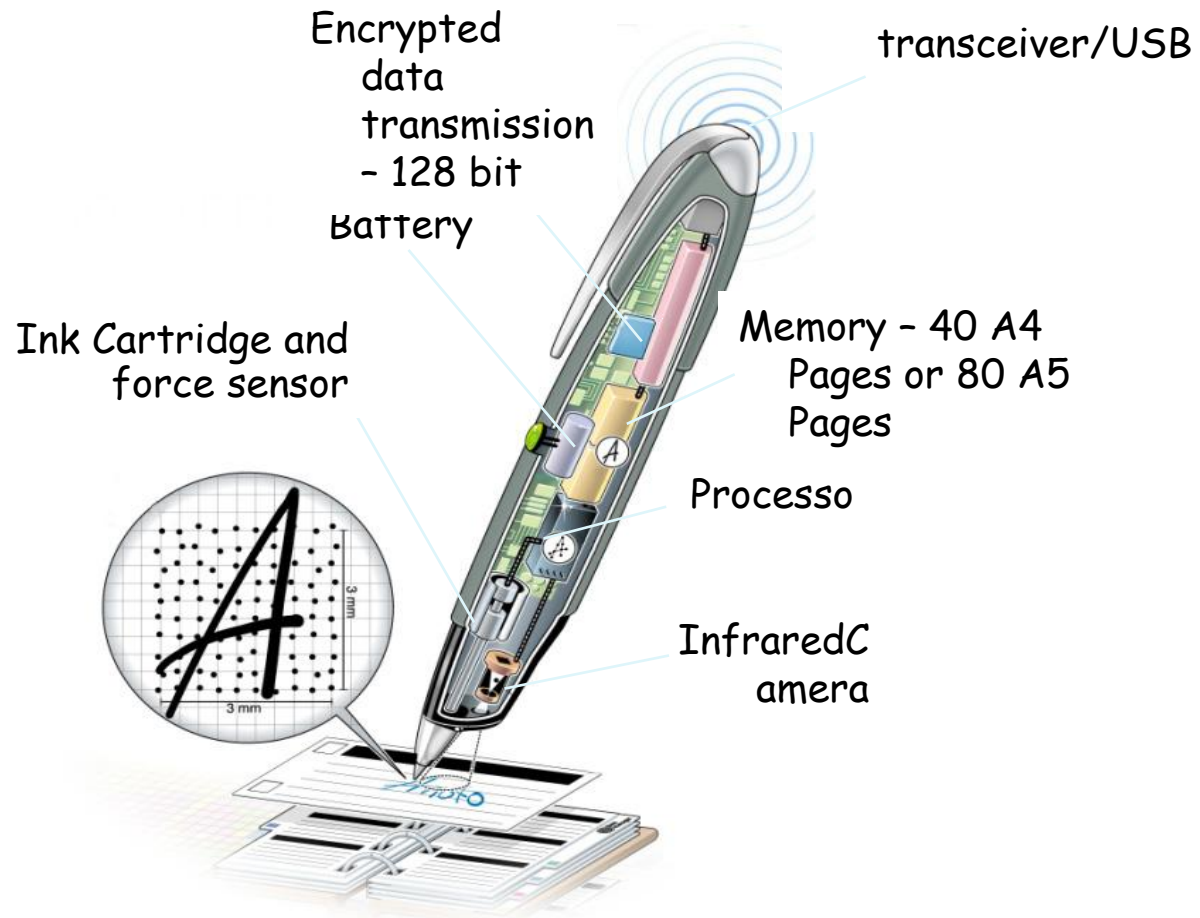 Encrypted
data
transmission
– 128 bit
transceiver/USB
Battery
Ink Cartridge and
force sensor
Memory – 40 A4
Pages or 80 A5
Pages
A
Processo
A
3 mm
A
3 mm
InfraredC
amera
Anoto